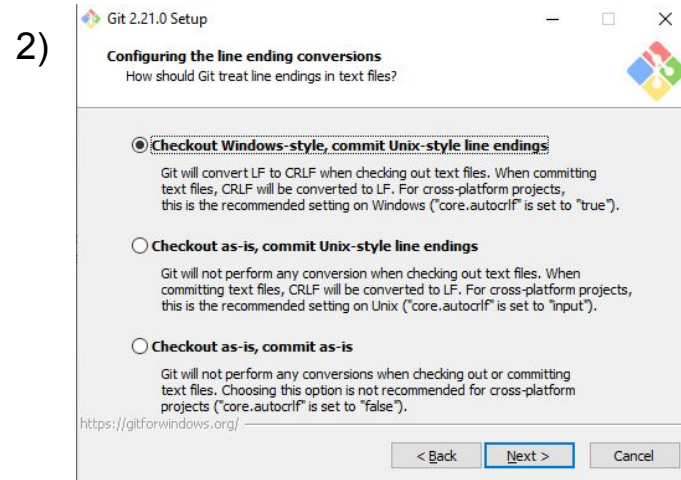 2)
Git 2.21.0 Setup
Configuring the line ending conversions
How should Git treat line endings in text files?
Checkout Windows-style, commit Unix-style line endings
Git will convert LF to CRLF when checking out text files. When committing
text files, CRLF will be converted to LF. For cross-platform projects,
this is the recommended setting on Windows ("core.autocrlf" is set to "true").
Checkout as-is, commit Unix-style line endings
Git will not perform any conversion when checking out text files. When
committing text files, CRLF will be converted to LF. For cross-platform projects,
this is the recommended setting on Unix ("core.autocrlf" is set to "input").
Checkout as-is, commit as-is
Git will not perform any conversions when checking out or committing
text files. Choosing this option is not recommended for cross-platform
projects ("core.autocrlf" is set to "false").
https://gitforwindows.org/
< Back Next > Cancel